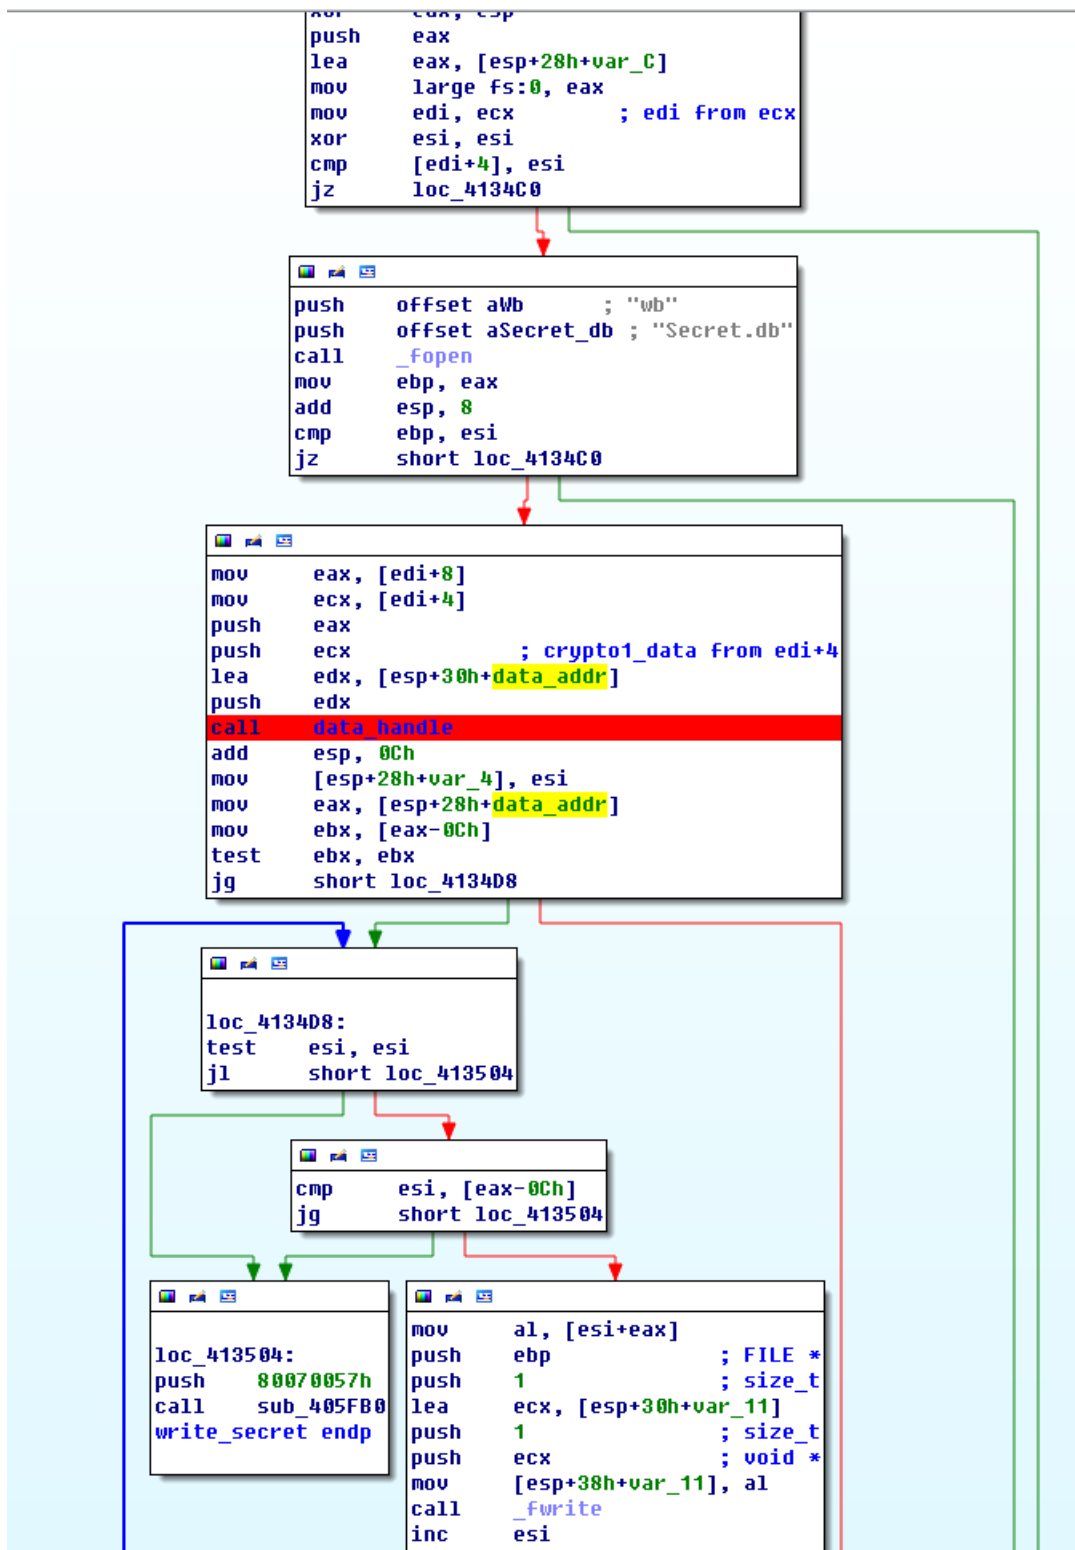 push eax
lea eax, [esp+28h+var_C]
mov large fs:0, eax
mov edi, ecx ; edi from ecx
xor esi, esi
cmp [edi+4], esi
jz loc_4134C0
push offset aWb ; "wb"
push offset aSecret_db ; "Secret.db"
call _fopen
mov ebp, eax
add esp, 8
cmp ebp, esi
jz short loc_4134C0
mov eax, [edi+8]
mov ecx, [edi+4]
push eax
push ecx ; crypto1_data from edi+4
lea edx, [esp+30h+data_addr]
push edx
call data_handle
add esp, 0Ch
mov [esp+28h+var_4], esi
mov eax, [esp+28h+data_addr]
mov ebx, [eax-0Ch]
test ebx, ebx
jg short loc_4134D8
loc_4134D8:
test esi, esi
jl short loc_413504
cmp esi, [eax-0Ch]
jg short loc_413504
loc_413504:
push 80070057h
call sub_405FB0
write_secret endp
mov al, [esi+eax]
push ebp ; FILE *
push 1 ; size_t
lea ecx, [esp+30h+var_11]
push 1 ; size_t
push ecx ; void *
mov [esp+38h+var_11], al
call _fwrite
inc esi